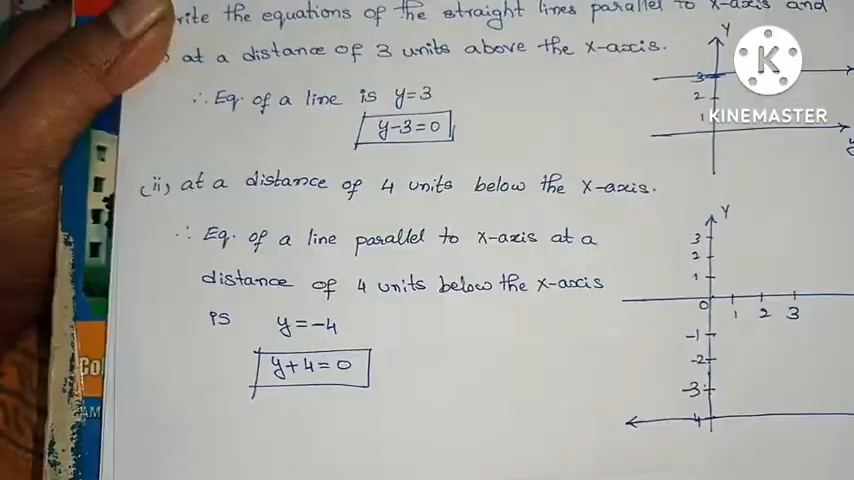 rite the equations of the straight lines parallel to x-axis and
at a distance of 3 units above the x-axis.
∴ Eq. of a line is y=3
y-3=0
(ii) at a distance of 4 units below the x-axis.
∴ Eq. of a line parallel to x-axis at a
distance of 4 units below the x-axis
is y=-4
y+4=0
Y
3
2
1
K
KINEMASTER
Y
3
2
1
0 1 2 3
-1
-2
-3
-4
Col
AM